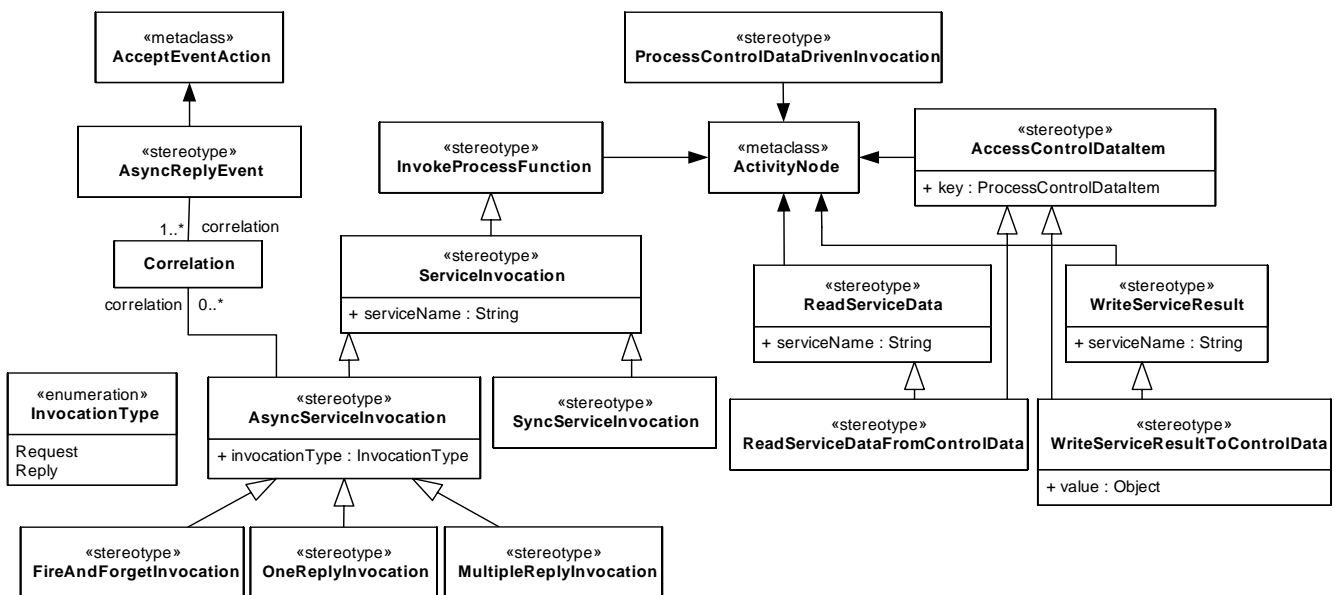 «metaclass»
AcceptEventAction
«stereotype»
ProcessControlDataDrivenInvocation
«stereotype»
AsyncReplyEvent
«stereotype»
InvokeProcessFunction
«metaclass»
ActivityNode
«stereotype»
AccessControlDataItem
+ key : ProcessControlDataItem
1..* correlation
Correlation
correlation 0..*
«stereotype»
ServiceInvocation
+ serviceName : String
«stereotype»
ReadServiceData
+ serviceName : String
«stereotype»
WriteServiceResult
+ serviceName : String
«enumeration»
InvocationType
Request
Reply
«stereotype»
AsyncServiceInvocation
+ invocationType : InvocationType
«stereotype»
SyncServiceInvocation
«stereotype»
ReadServiceDataFromControlData
«stereotype»
WriteServiceResultToControlData
+ value : Object
«stereotype»
FireAndForgetInvocation
«stereotype»
OneReplyInvocation
«stereotype»
MultipleReplyInvocation